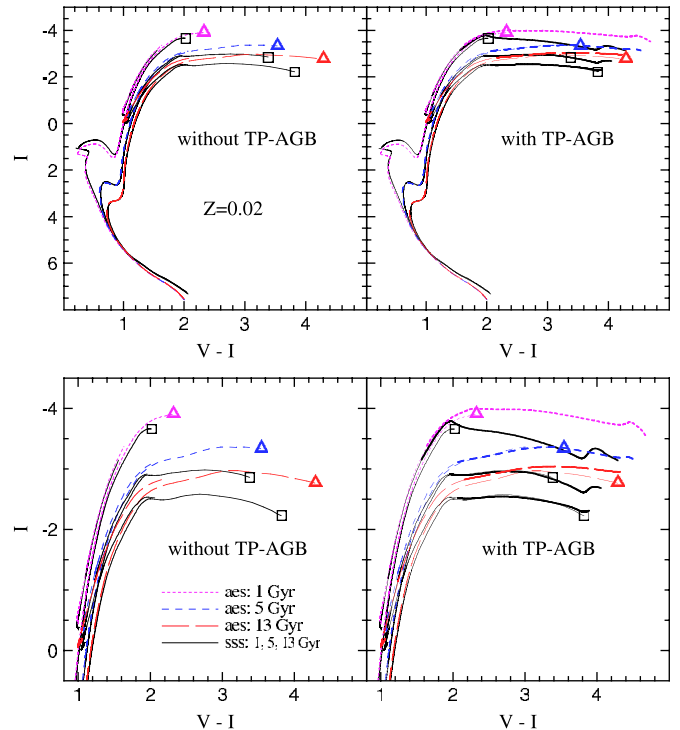 -4
-2
0
2
4
6
I
without TP-AGB
Z=0.02
with TP-AGB
1
2
3
4
1
2
3
4
V - I
V - I
-4
-2
0
I
without TP-AGB
with TP-AGB
aes: 1 Gyr
aes: 5 Gyr
aes: 13 Gyr
sss: 1, 5, 13 Gyr
1
2
3
4
1
2
3
4
V - I
V - I